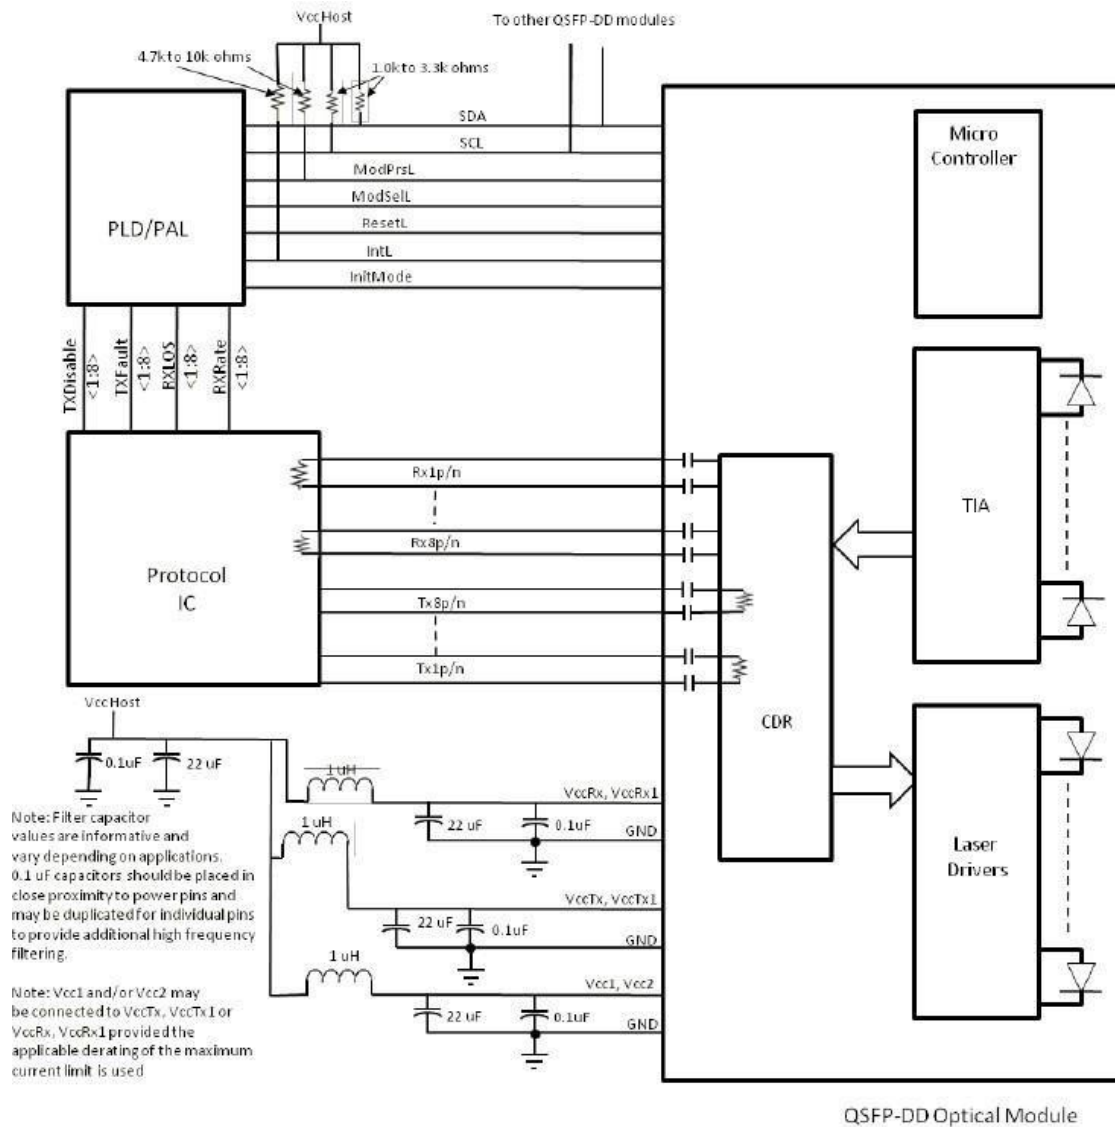 VccHost
To other QSFP-DD modules
4.7k to 10k ohms
1.0k to 3.3k ohms
SDA
SCL
ModPrsL
ModSelL
ResetL
IntL
InitMode
PLD/PAL
Micro
Controller
TXDisable
<1:8>
TXFault
<1:8>
RXLOS
<1:8>
RXRate
<1:8>
Rx1p/n
Rx8p/n
Tx8p/n
Tx1p/n
Protocol
IC
TIA
CDR
Laser
Drivers
VccHost
0.1uF
22 uF
1 uH
VccRx, VccRx1
22 uF
0.1uF
GND
1 uH
VccTx, VccTx1
22 uF
0.1uF
GND
1 uH
Vcc1, Vcc2
22 uF
0.1uF
GND
Note: Filter capacitor
values are informative and
vary depending on applications.
0.1 uF capacitors should be placed in
close proximity to power pins and
may be duplicated for individual pins
to provide additional high frequency
filtering.
Note: Vcc1 and/or Vcc2 may
be connected to VccTx, VccTx1 or
VccRx, VccRx1 provided the
applicable derating of the maximum
current limit is used
QSFP-DD Optical Module